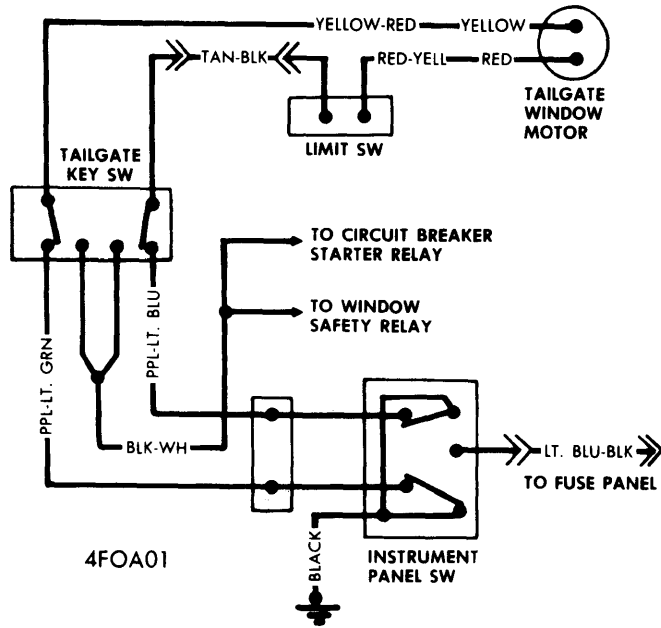 YELLOW-RED YELLOW
TAN-BLK RED-YELL RED
TAILGATE
WINDOW
MOTOR
LIMIT SW
TAILGATE
KEY SW
TO CIRCUIT BREAKER
STARTER RELAY
TO WINDOW
SAFETY RELAY
PPL-LT. BLU
PPL-LT. GRN
BLK-WH
LT. BLU-BLK
TO FUSE PANEL
4FOA01
BLACK
INSTRUMENT
PANEL SW